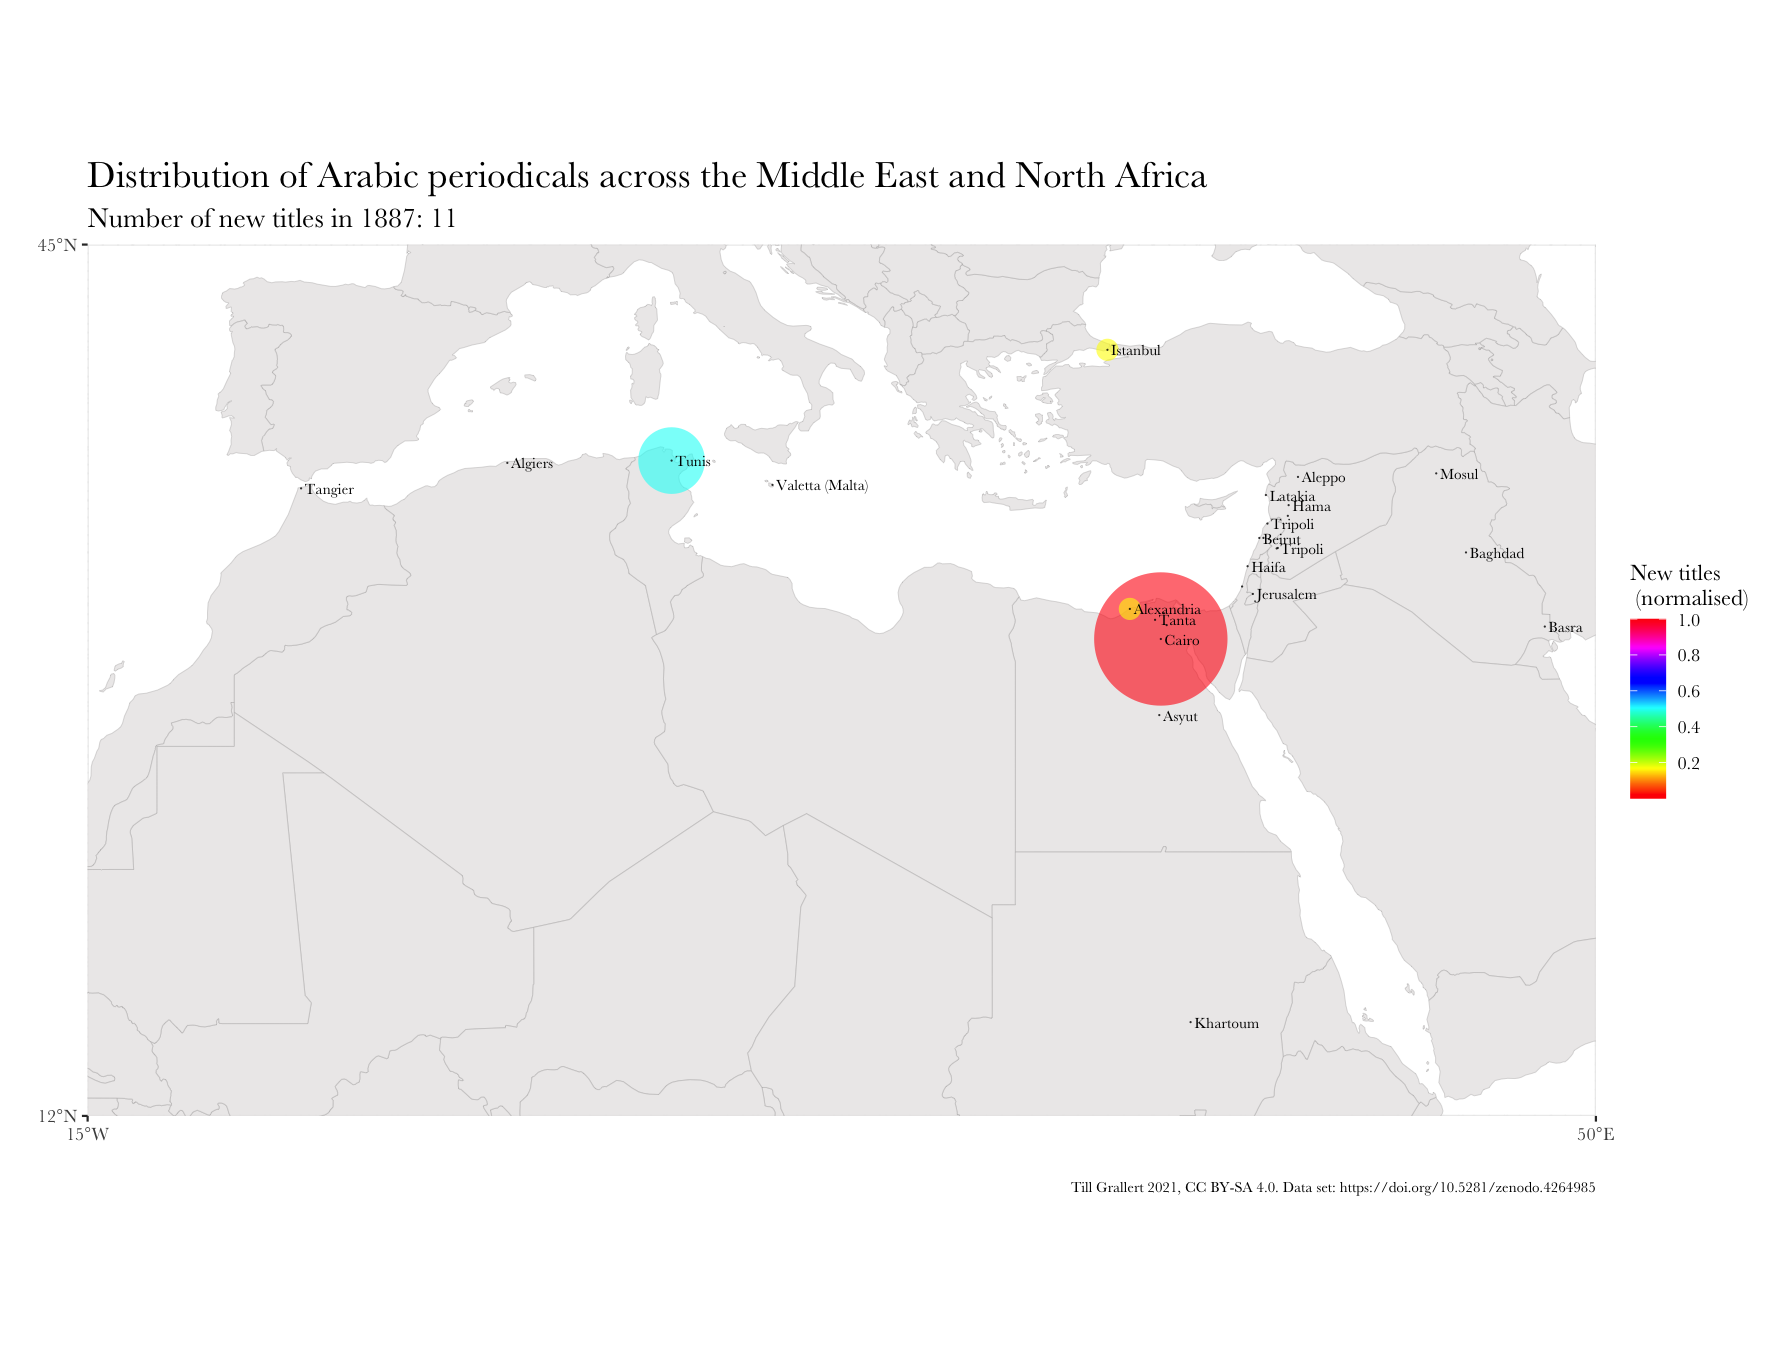 Distribution of Arabic periodicals across the Middle East and North Africa
Number of new titles in 1887: 11
45°N
Istanbul
Algiers
Tunis
Tangier
Valetta (Malta)
Aleppo
Mosul
Latakia
Hama
Tripoli
Beirut
Tripoli
Baghdad
Haifa
Jerusalem
Alexandria
Tanta
Cairo
Basra
Asyut
Khartoum
New titles
(normalised)
1.0
0.8
0.6
0.4
0.2
12°N
15°W
50°E
Till Grallert 2021, CC BY-SA 4.0. Data set: https://doi.org/10.5281/zenodo.4264985